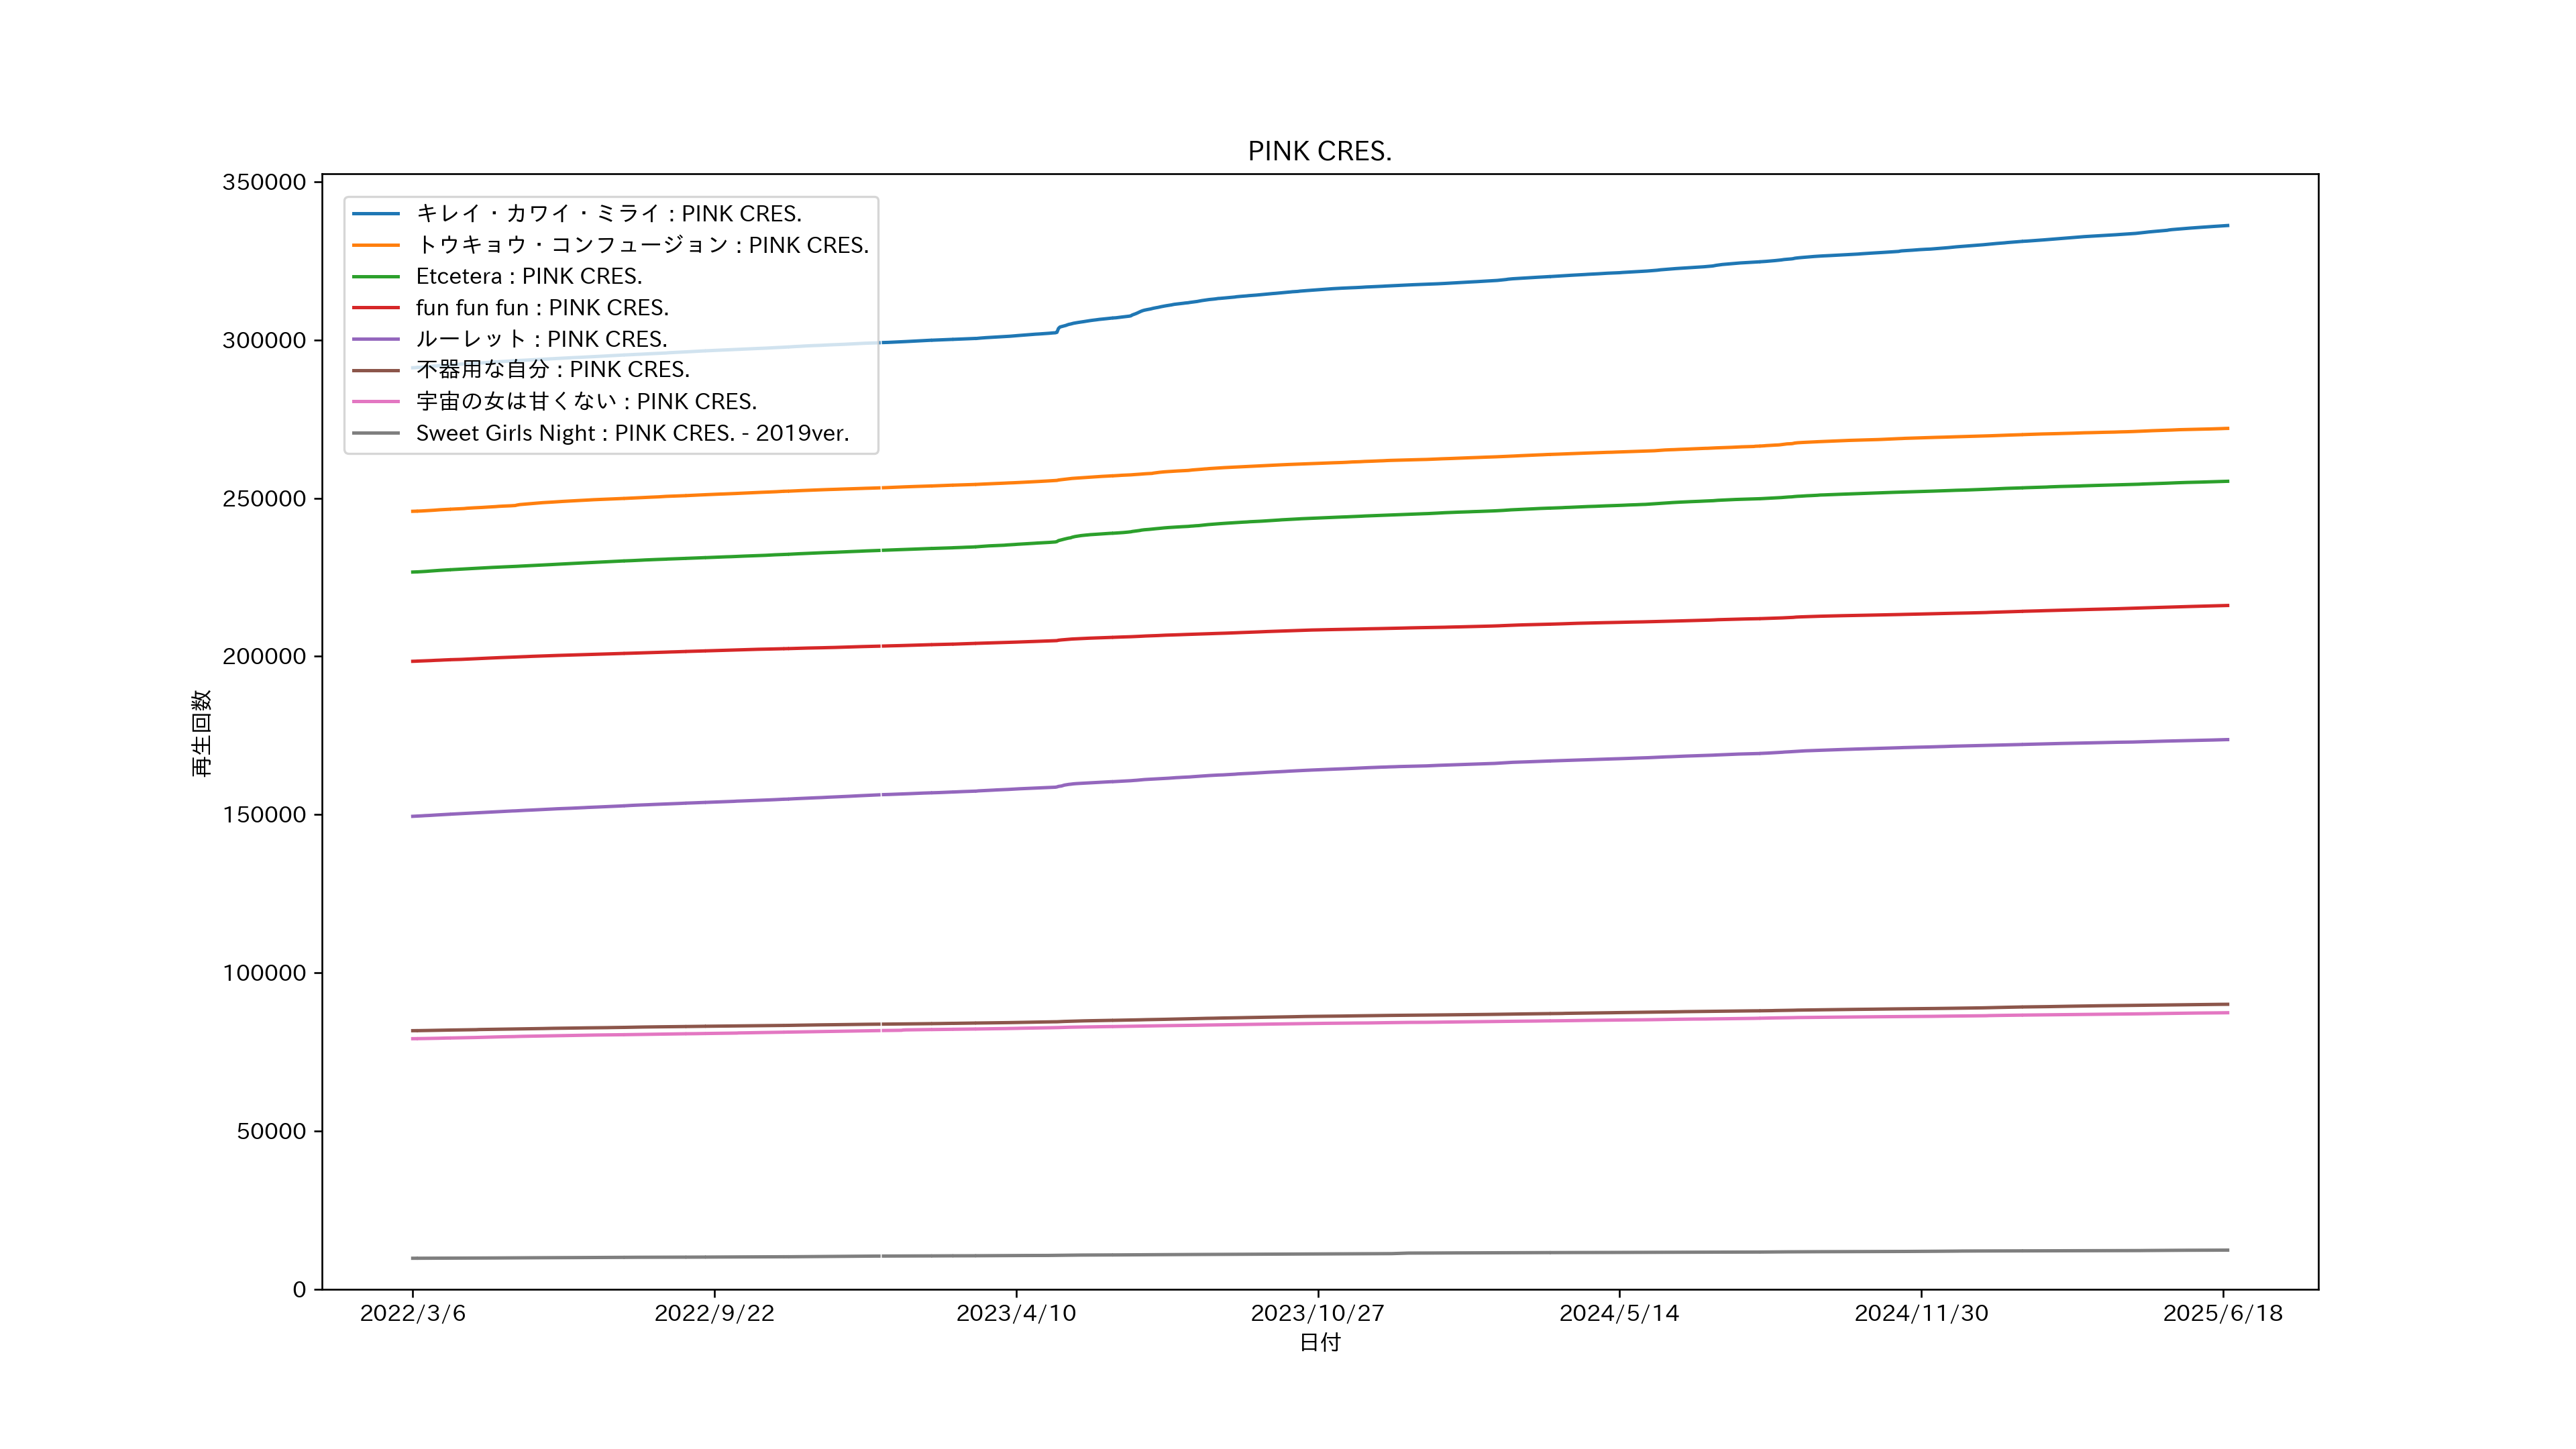 PINK CRES.
350000
300000
250000
200000
150000
100000
50000
0
再生回数
キレイ・カワイ・ミライ : PINK CRES.
トウキョウ・コンフュージョン : PINK CRES.
Etcetera : PINK CRES.
fun fun fun : PINK CRES.
ルーレット : PINK CRES.
不器用な自分 : PINK CRES.
宇宙の女は甘くない : PINK CRES.
Sweet Girls Night : PINK CRES. - 2019ver.
2022/3/6 2022/9/22 2023/4/10 2023/10/27 2024/5/14 2024/11/30 2025/6/18
日付